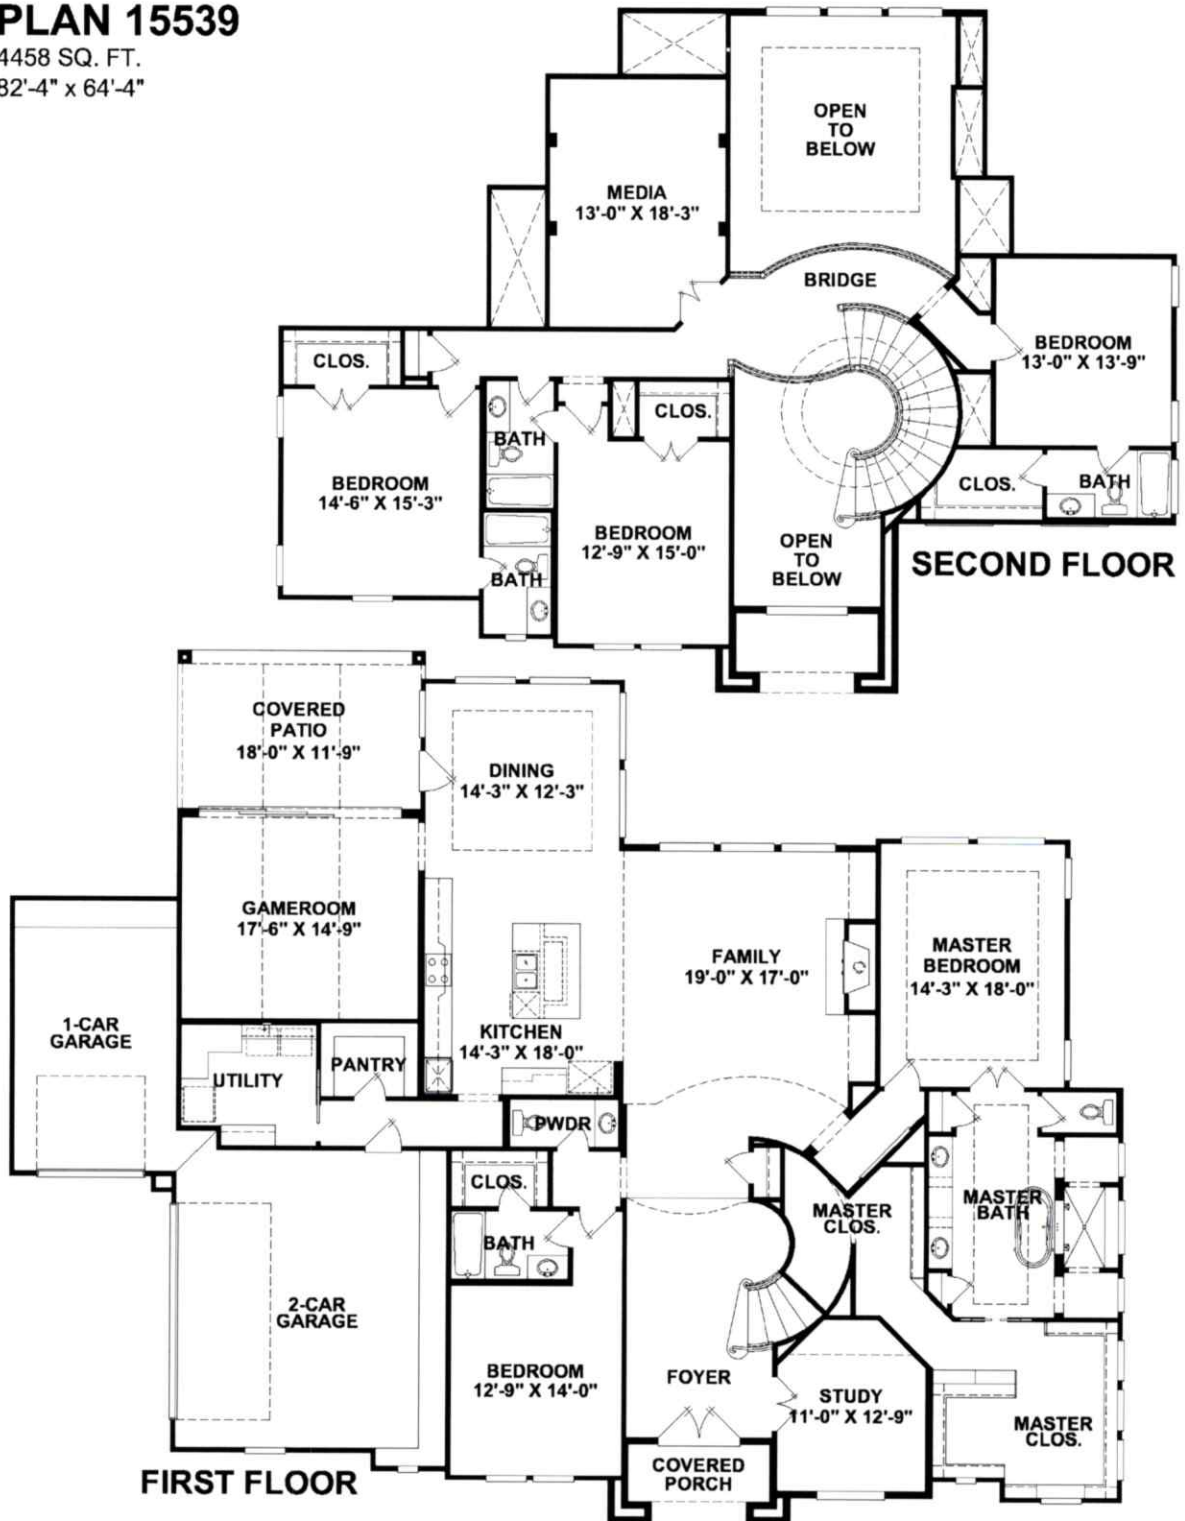 PLAN 15539
4458 SQ. FT.
82'-4" x 64'-4"
OPEN
TO
BELOW
MEDIA
13'-0" X 18'-3"
BRIDGE
BEDROOM
13'-0" X 13'-9"
CLOS.
CLOS.
BATH
BEDROOM
14'-6" X 15'-3"
CLOS.
BATH
BEDROOM
12'-9" X 15'-0"
OPEN
TO
BELOW
BATH
SECOND FLOOR
COVERED
PATIO
18'-0" X 11'-9"
DINING
14'-3" X 12'-3"
GAMEROOM
17'-6" X 14'-9"
FAMILY
19'-0" X 17'-0"
MASTER
BEDROOM
14'-3" X 18'-0"
1-CAR
GARAGE
KITCHEN
14'-3" X 18'-0"
UTILITY
PANTRY
PWDR
CLOS.
MASTER
CLOS.
MASTER
BATH
BATH
2-CAR
GARAGE
BEDROOM
12'-9" X 14'-0"
FOYER
STUDY
11'-0" X 12'-9"
MASTER
CLOS.
COVERED
PORCH
FIRST FLOOR